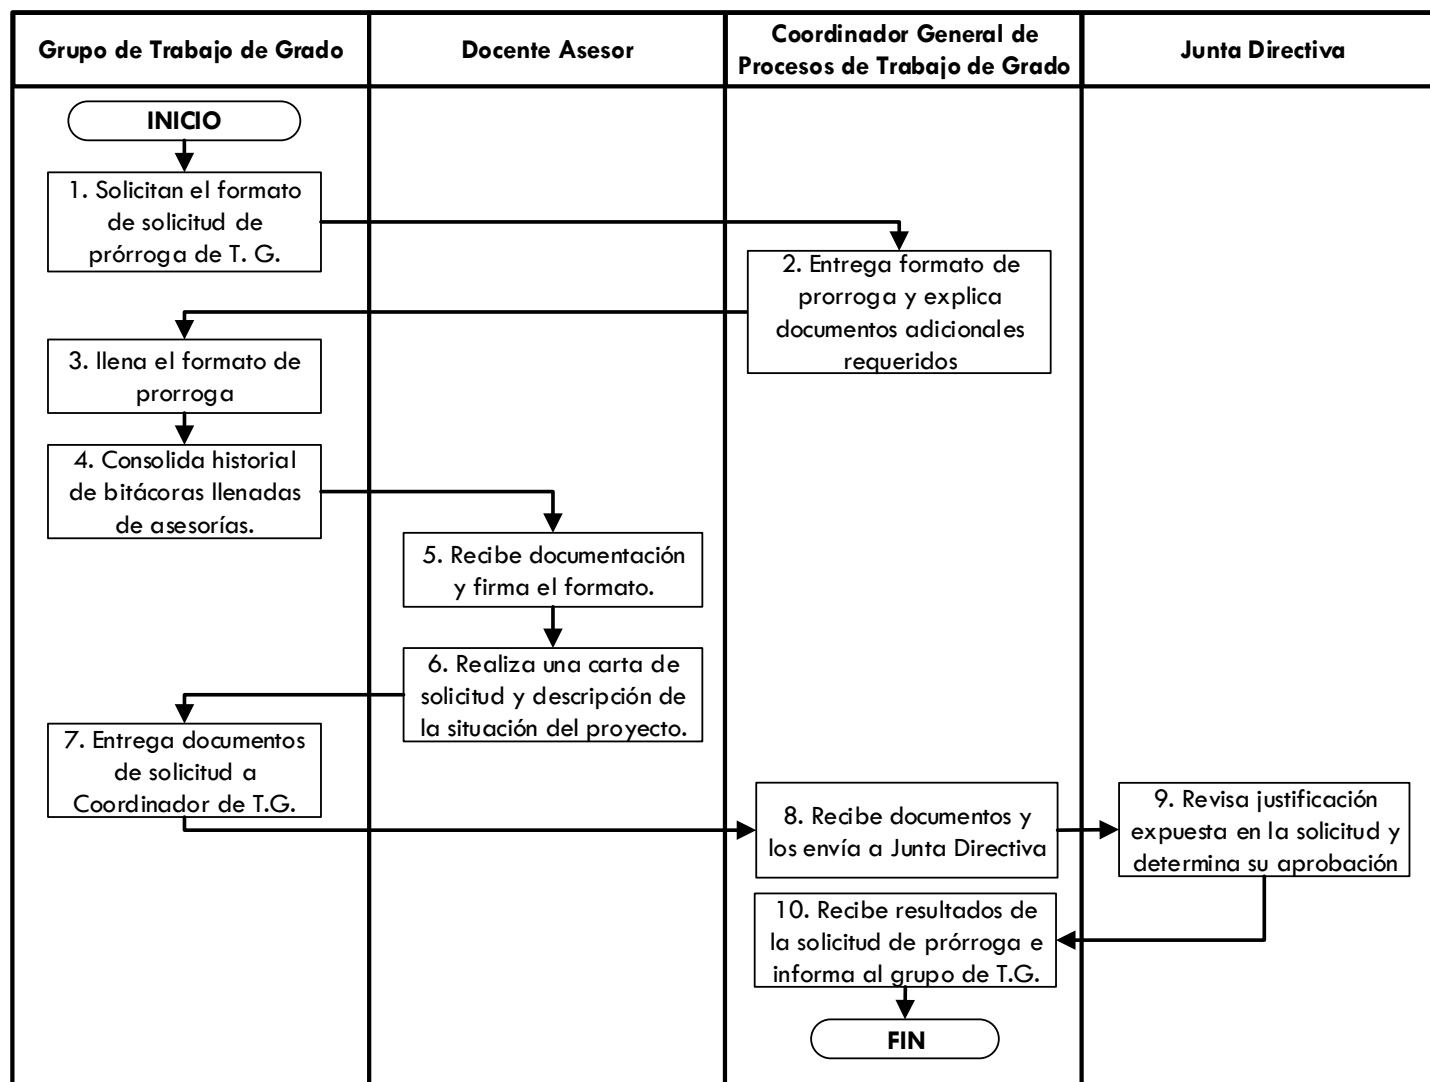 Grupo de Trabajo de Grado
Docente Asesor
Coordinador General de
Procesos de Trabajo de Grado
Junta Directiva
INICIO
1. Solicitan el formato
de solicitud de
prórroga de T. G.
2. Entrega formato de
prorroga y explica
documentos adicionales
requeridos
3. llena el formato de
prorroga
4. Consolida historial
de bitácoras llenadas
de asesorías.
5. Recibe documentación
y firma el formato.
6. Realiza una carta de
solicitud y descripción de
la situación del proyecto.
7. Entrega documentos
de solicitud a
Coordinador de T.G.
8. Recibe documentos y
los envía a Junta Directiva
9. Revisa justificación
expuesta en la solicitud y
determina su aprobación
10. Recibe resultados de
la solicitud de prórroga e
informa al grupo de T.G.
FIN